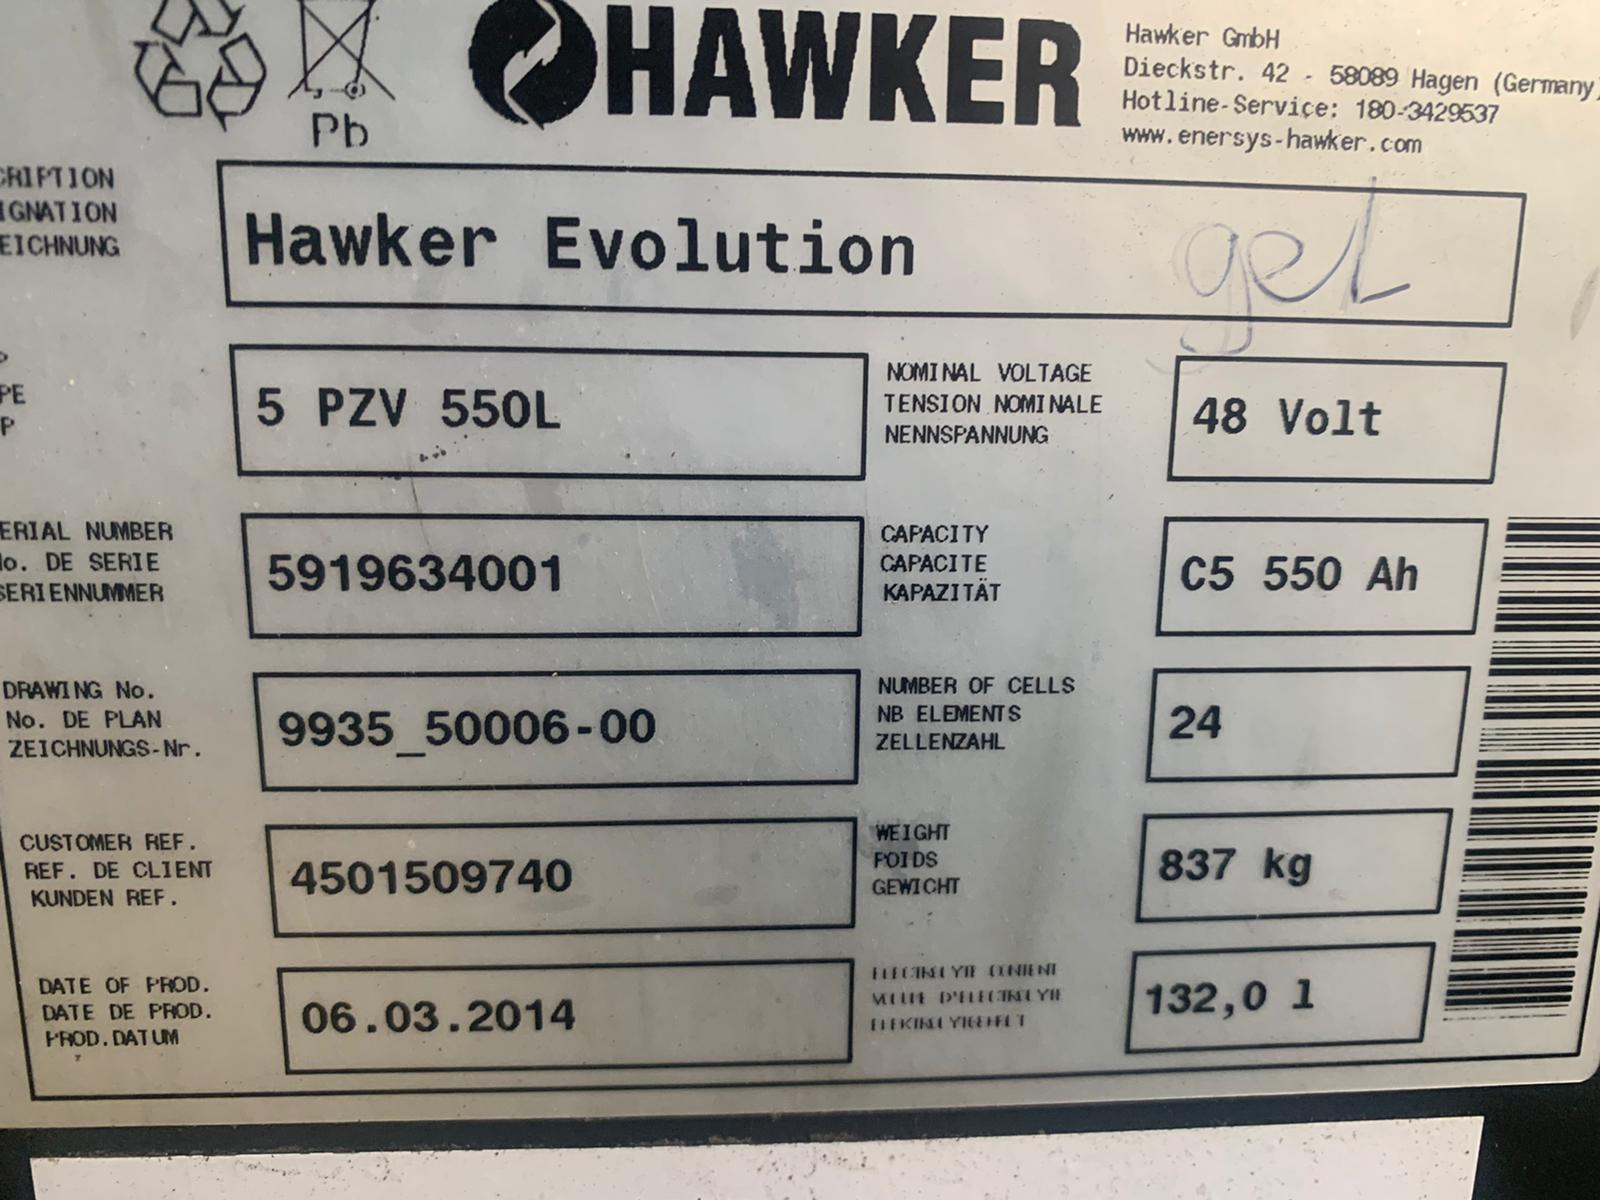 Pb
HAWKER
Hawker GmbH
Dieckstr. 42 - 58089 Hagen (Germany)
Hotline-Service: 180-3429537
www.enersys-hawker.com
CRIPTION
IGNATION
EICHNUNG
Hawker Evolution
gel
PE
P
5 PZV 550L
NOMINAL VOLTAGE
TENSION NOMINALE
NENNSPANNUNG
48 Volt
ERIAL NUMBER
No. DE SERIE
SERIENNUMMER
5919634001
CAPACITY
CAPACITE
KAPAZITÄT
C5 550 Ah
DRAWING No.
No. DE PLAN
ZEICHNUNGS-Nr.
9935_50006-00
NUMBER OF CELLS
NB ELEMENTS
ZELLENZAHL
24
CUSTOMER REF.
REF. DE CLIENT
KUNDEN REF.
4501509740
WEIGHT
POIDS
GEWICHT
837 kg
DATE OF PROD.
DATE DE PROD.
PROD.DATUM
06.03.2014
ELECTROLYTE CONTENT
D'ELECTROLYTE
132,0 l